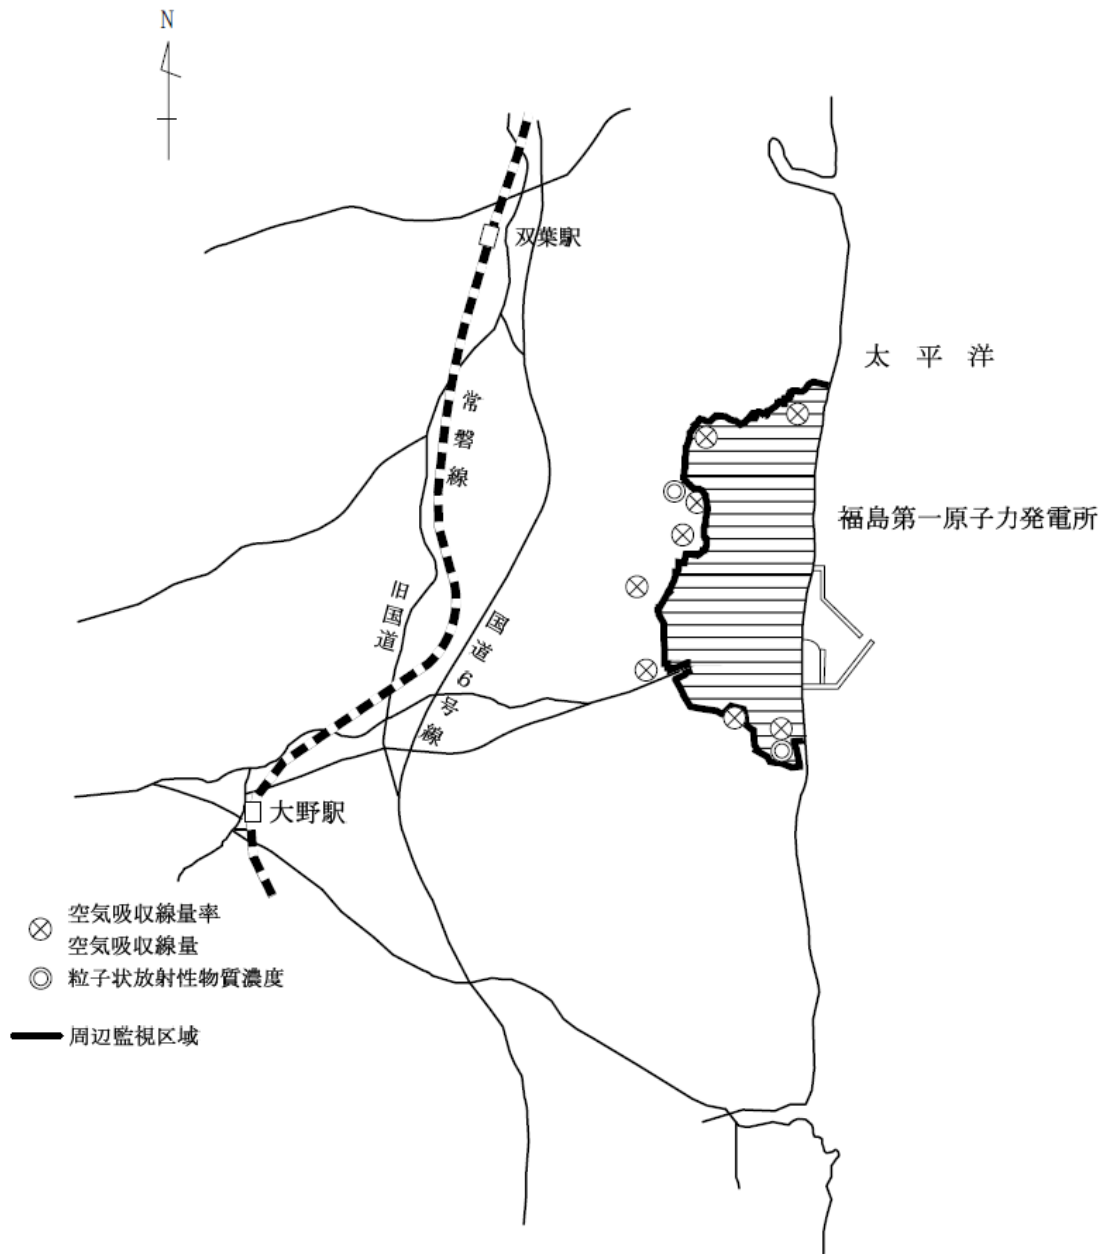 N
双葉駅
太平洋
常磐線
福島第一原子力発電所
旧国道
国道6号線
大野駅
空気吸収線量率
空気吸収線量
粒子状放射性物質濃度
周辺監視区域